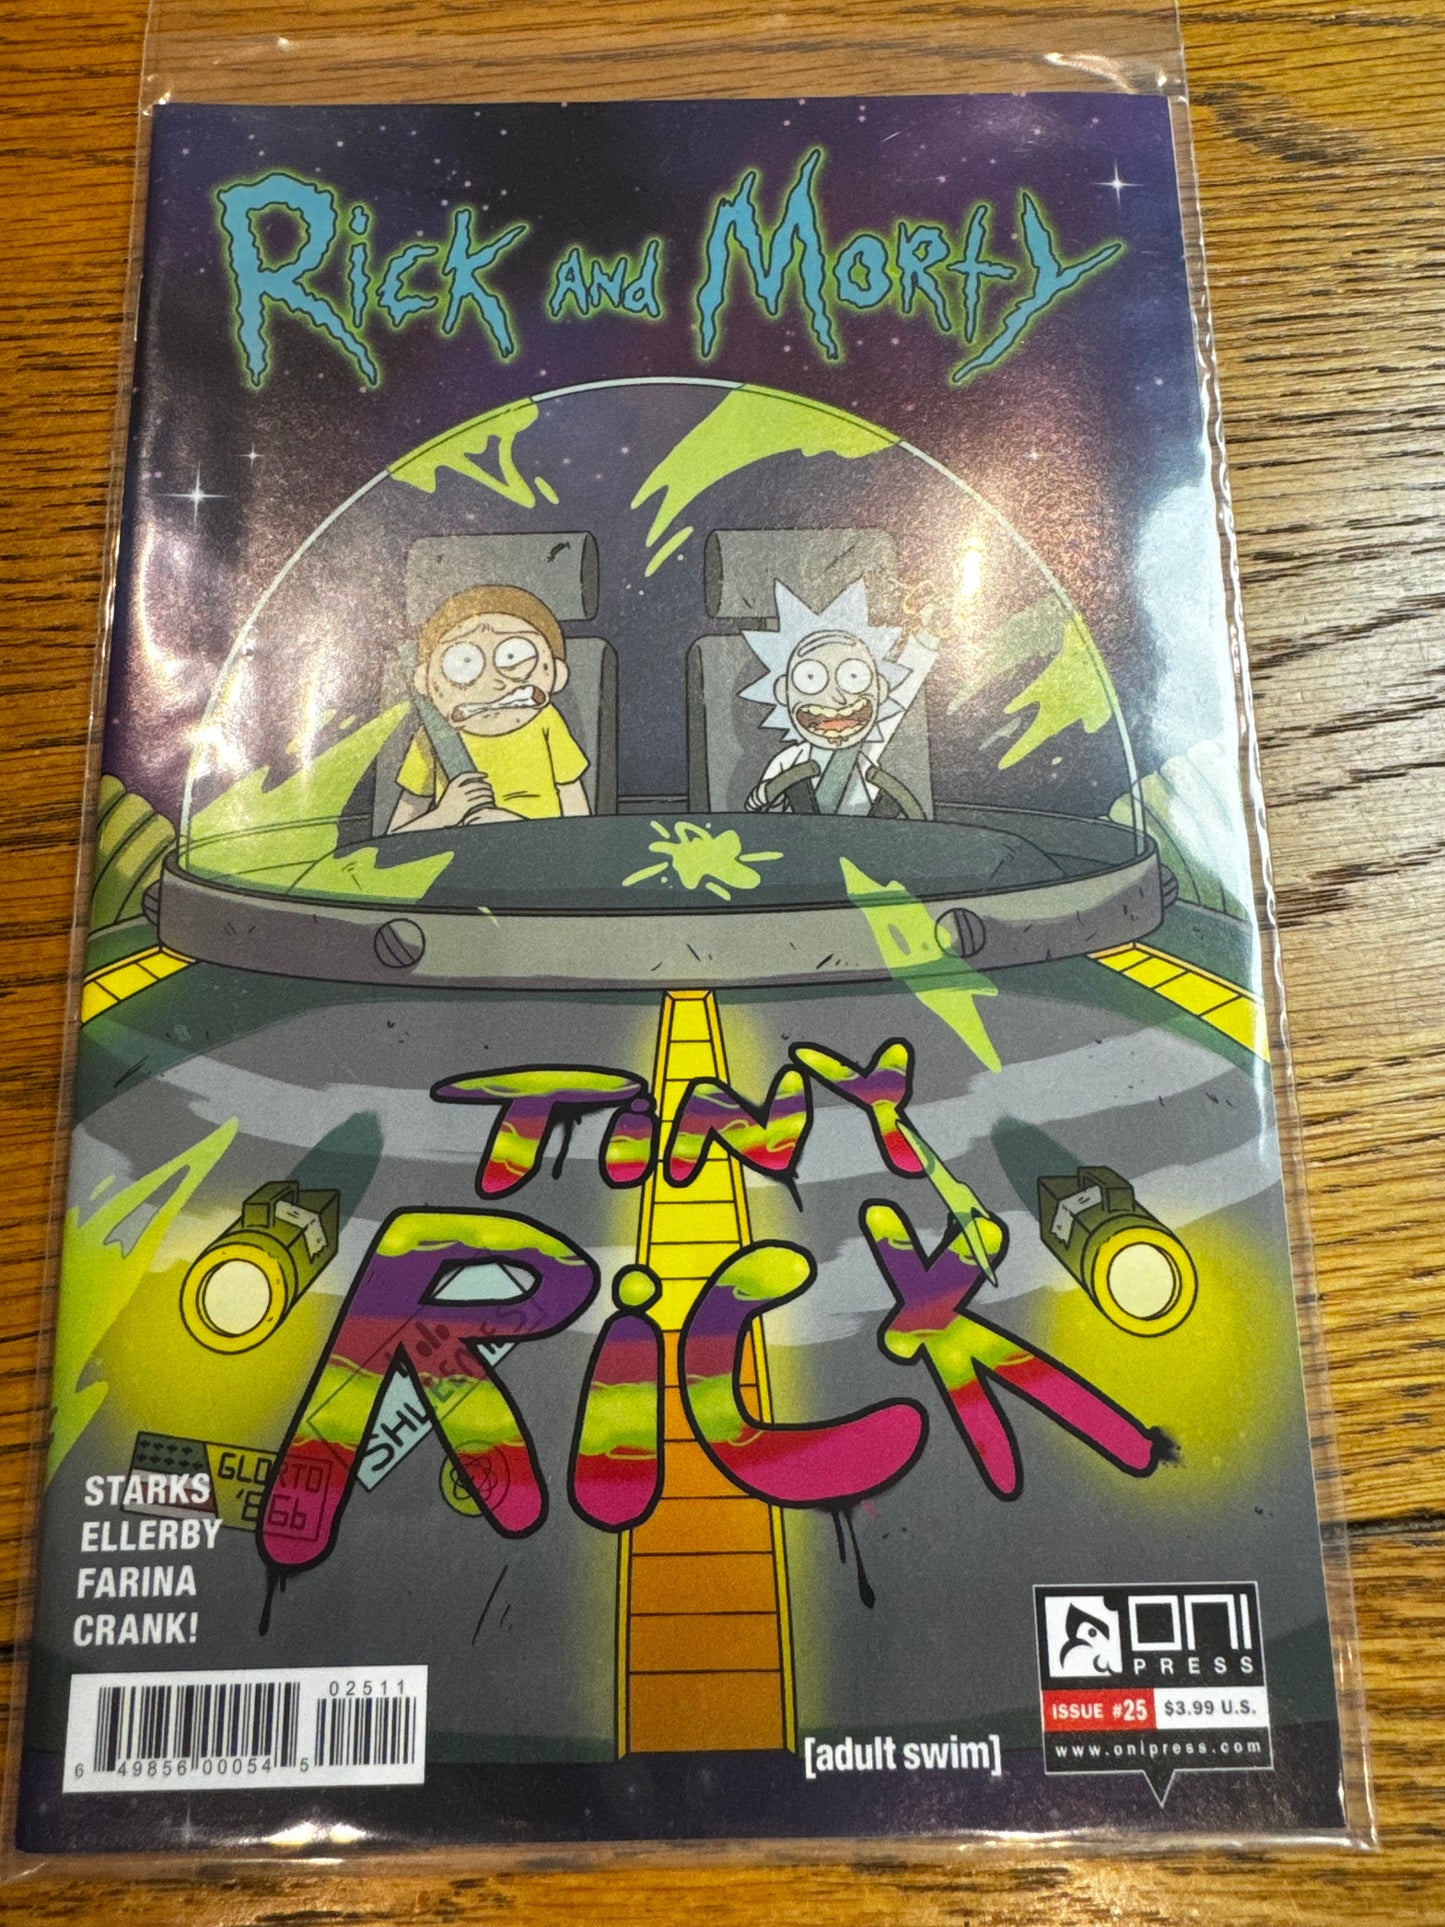 Rick and Morty
Tiny
Rick
GLORTO
'866
STARKS
ELLERBY
FARINA
CRANK!
02511
6 49856 00054 5
[adult swim]
ONI
PRESS
ISSUE #25 $3.99 U.S.
www.onipress.com